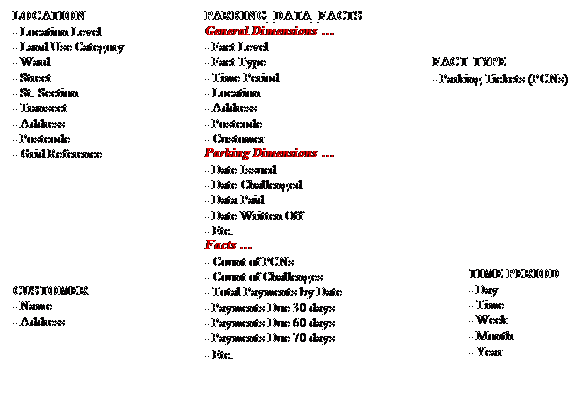 LOCATION
·· Location Level
·· Land Use Category
·· Ward
·· Street
·· St. Section
·· Transect
·· Address
·· Postcode
·· Grid Reference
PARKING DATA FACTS
General Dimensions ...
·· Fact Level
·· Fact Type
·· Time Period
·· Location
·· Address
·· Postcode
·· Customer
Parking Dimensions ...
·· Date Issued
·· Date Challenged
·· Data Paid
·· Date Written Off
·· Etc.
Facts ...
·· Count of PCNs
·· Count of Challenges
·· Total Payments by Date
·· Payments Due 30 days
·· Payments Due 60 days
·· Payments Due 70 days
·· Etc.
FACT TYPE
·· Parking Tickets (PCNs)
CUSTOMER
·· Name
·· Address
TIME PERIOD
·· Day
·· Time
·· Week
·· Month
·· Year